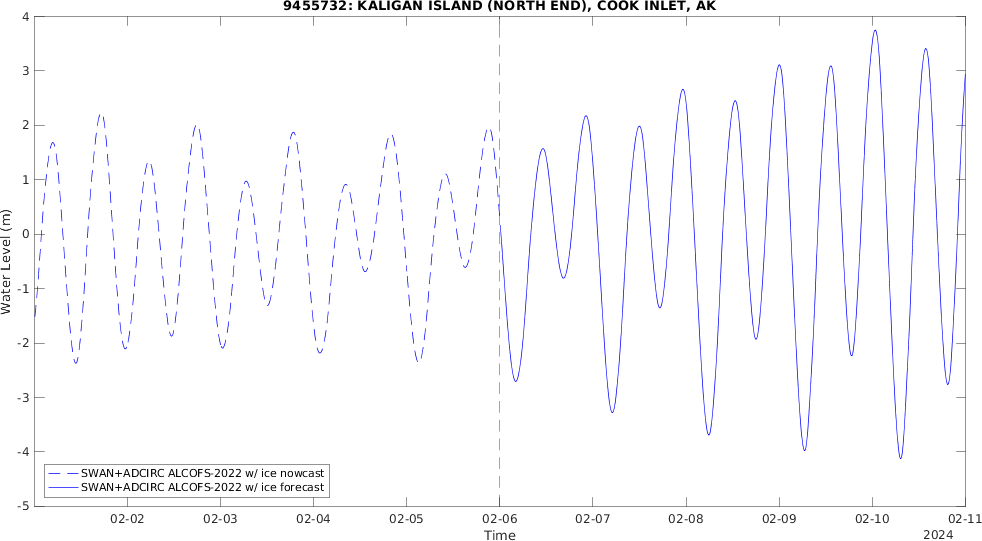 9455732: KALIGAN ISLAND (NORTH END), COOK INLET, AK
4
3
2
1
0
-1
-2
-3
-4
-5
Water Level (m)
SWAN+ADCIRC ALCOFS-2022 w/ ice nowcast
SWAN+ADCIRC ALCOFS-2022 w/ ice forecast
02-02 02-03 02-04 02-05 02-06 02-07 02-08 02-09 02-10 02-11
Time
2024